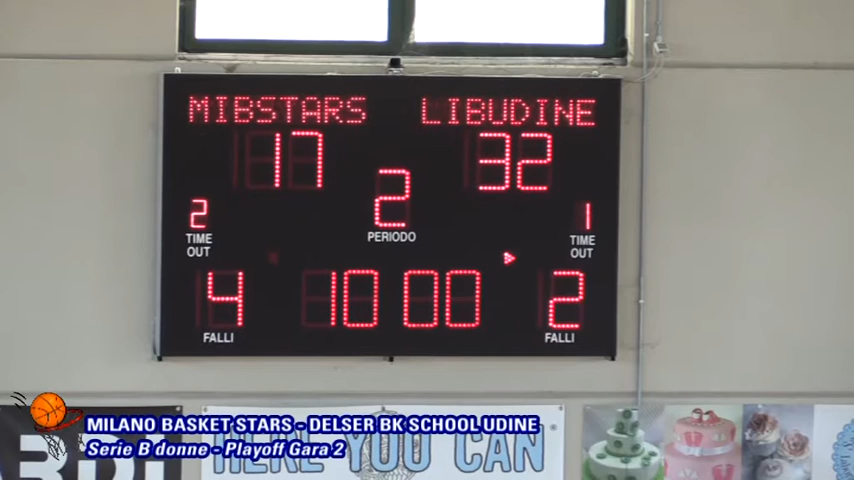 MIBSTARS LIBUDINE
17 32
2 2 1
TIME OUT PERIODO TIME OUT
4 10 00 2
FALLI FALLI
MILANO BASKET STARS - DELSER BK SCHOOL UDINE
Serie B donne - Playoff Gara 2
HERE YOU CAN